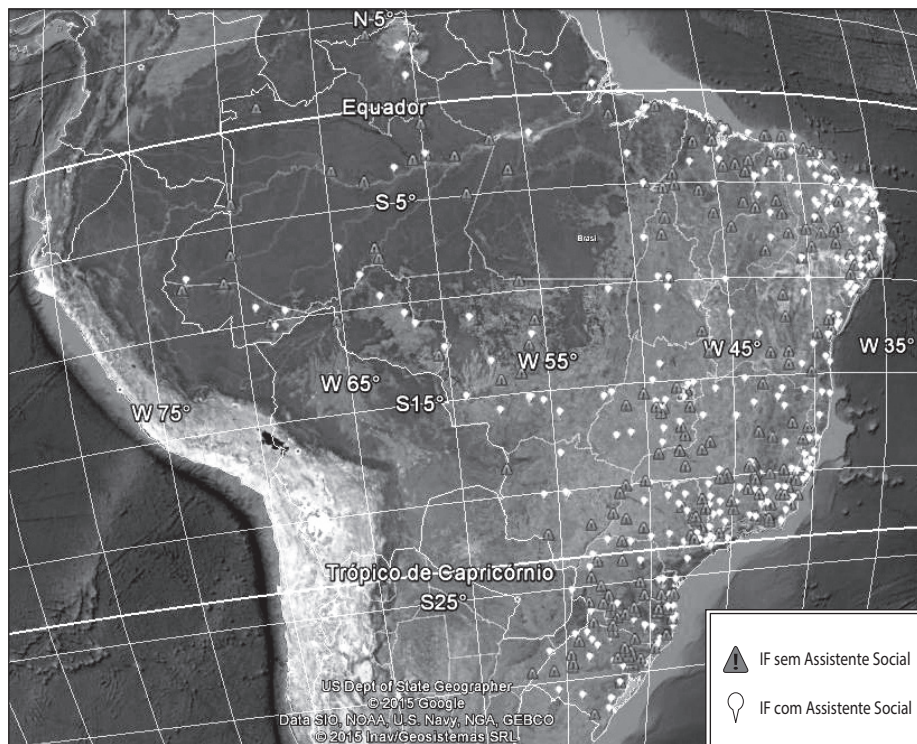 N-5°
Equador
S-5°
Brasil
W 55°
W 45°
W 35°
W 65°
W 75°
S15°
Trópico de Capricórnio
S25°
US Dept of State Geographer
© 2015 Google
Data SIO, NOAA, U.S. Navy, NGA, GEBCO
© 2015 Inav/Geosistemas SRL
IF sem Assistente Social
IF com Assistente Social